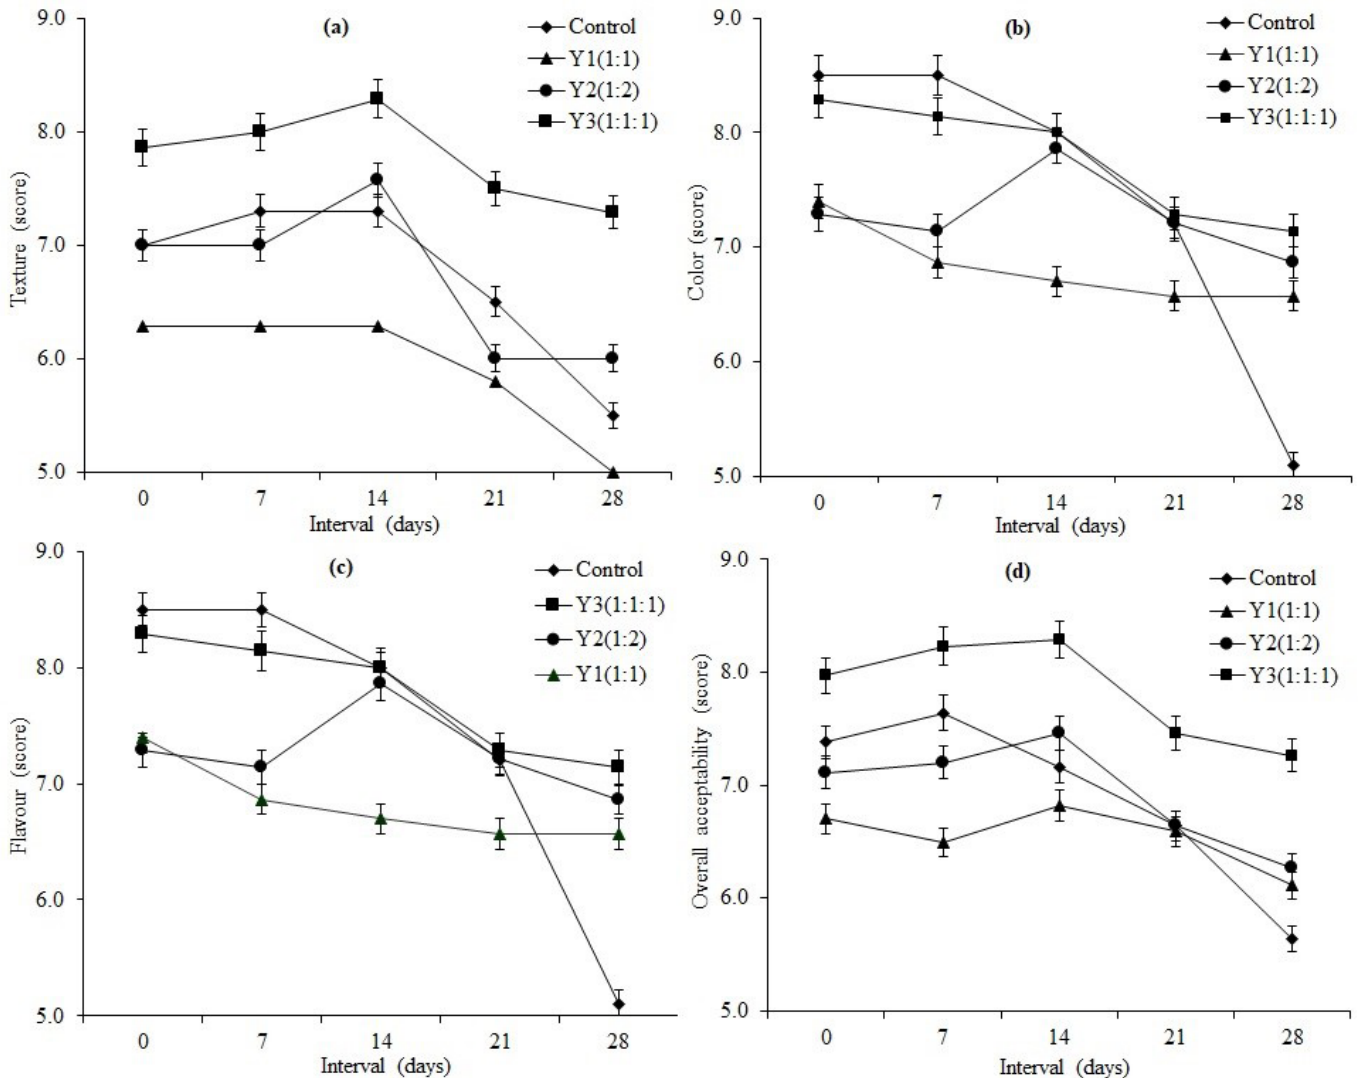 (a)
9.0
8.0
7.0
6.0
5.0
Texture (score)
Control
Y1(1:1)
Y2(1:2)
Y3(1:1:1)
0 7 14 21 28
Interval (days)
(b)
9.0
8.0
7.0
6.0
5.0
Color (score)
Control
Y1(1:1)
Y2(1:2)
Y3(1:1:1)
0 7 14 21 28
Interval (days)
(c)
9.0
8.0
7.0
6.0
5.0
Flavour (score)
Control
Y3(1:1:1)
Y2(1:2)
Y1(1:1)
0 7 14 21 28
Interval (days)
(d)
9.0
8.0
7.0
6.0
5.0
Overall acceptability (score)
Control
Y1(1:1)
Y2(1:2)
Y3(1:1:1)
0 7 14 21 28
Interval (days)